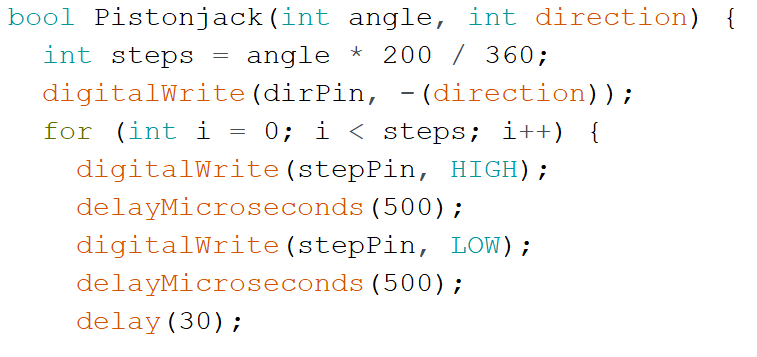 bool Pistonjack(int angle, int direction) {
int steps = angle * 200 / 360;
digitalWrite(dirPin, -(direction));
for (int i = 0; i < steps; i++) {
digitalWrite(stepPin, HIGH);
delayMicroseconds(500);
digitalWrite(stepPin, LOW);
delayMicroseconds(500);
delay(30);